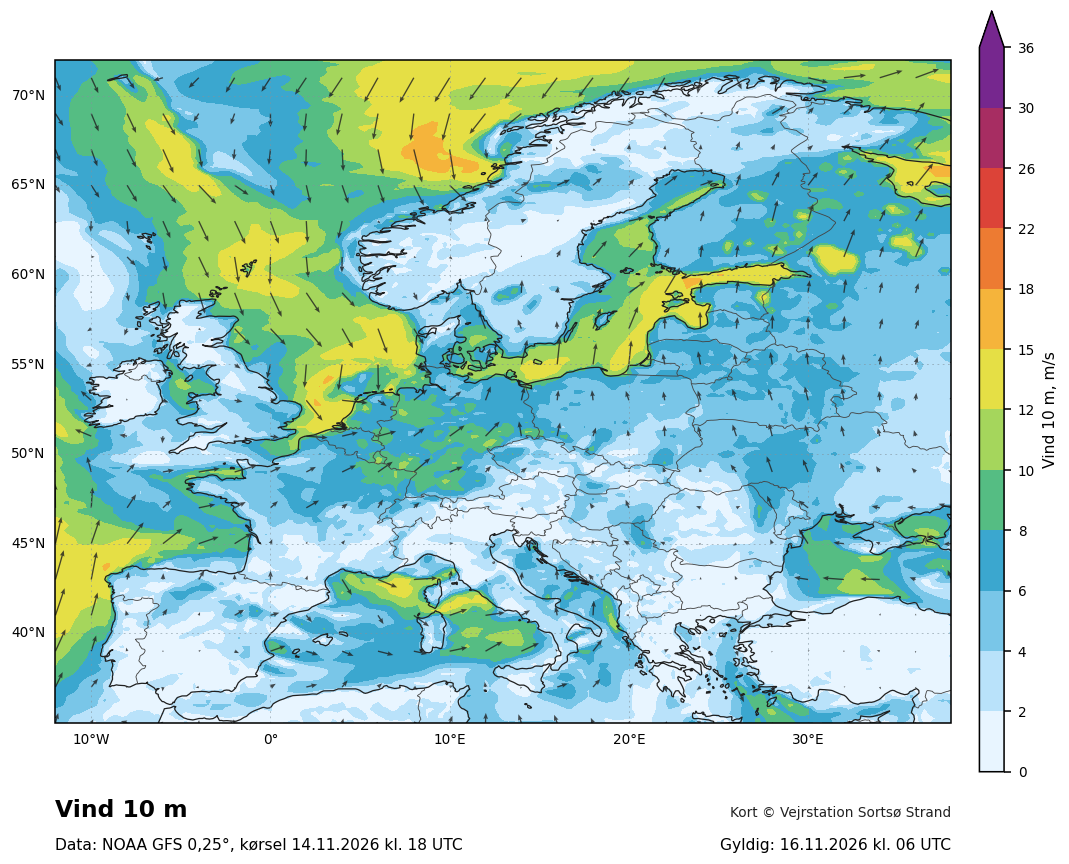 36
30
26
22
18
15
12
10
8
6
4
2
0
Vind 10 m, m/s
70°N
65°N
60°N
55°N
50°N
45°N
40°N
10°W
0°
10°E
20°E
30°E
Vind 10 m
Kort © Vejrstation Sortsø Strand
Data: NOAA GFS 0,25°, kørsel 14.11.2026 kl. 18 UTC
Gyldig: 16.11.2026 kl. 06 UTC